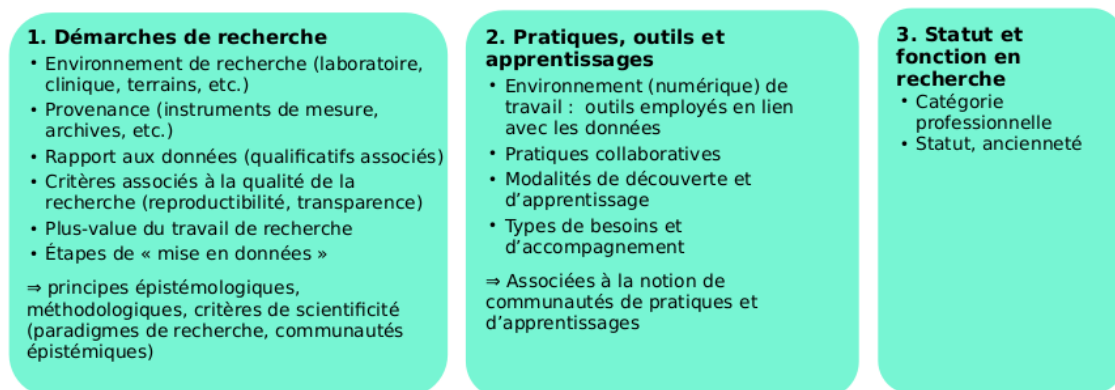 1. Démarches de recherche
• Environnement de recherche (laboratoire,
clinique, terrains, etc.)
• Provenance (instruments de mesure,
archives, etc.)
• Rapport aux données (qualificatifs associés)
• Critères associés à la qualité de la
recherche (reproductibilité, transparence)
• Plus-value du travail de recherche
• Étapes de « mise en données »
⇒ principes épistémologiques,
méthodologiques, critères de scientificité
(paradigmes de recherche, communautés
épistémiques)
2. Pratiques, outils et
apprentissages
• Environnement (numérique) de
travail : outils employés en lien
avec les données
• Pratiques collaboratives
• Modalités de découverte et
d’apprentissage
• Types de besoins et
d’accompagnement
⇒ Associées à la notion de
communautés de pratiques et
d’apprentissages
3. Statut et
fonction en
recherche
• Catégorie
professionnelle
• Statut, ancienneté